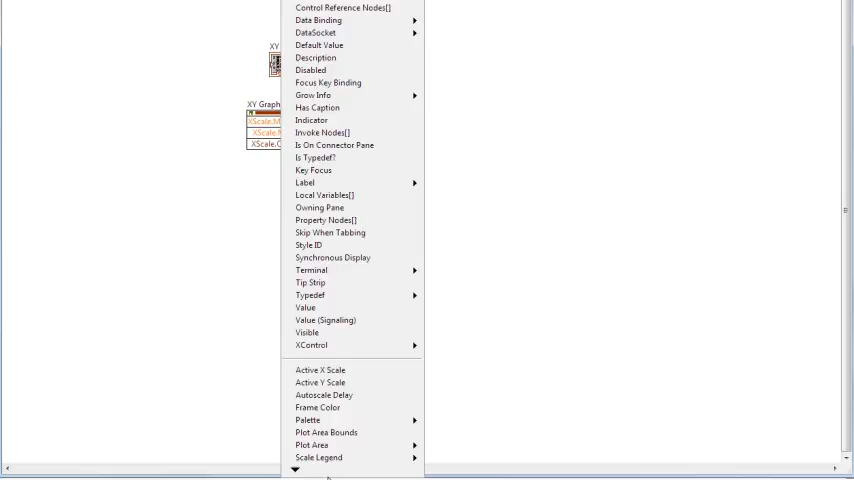 Control Reference Nodes[]
Data Binding
DataSocket
Default Value
XY
Description
Disabled
Focus Key Binding
Grow Info
XY Graph
Has Caption
Indicator
XScale.M
Invoke Nodes[]
XScale.
Is On Connector Pane
XScale.
Is Typedef?
Key Focus
Label
Local Variables[]
Owning Pane
Property Nodes[]
Skip When Tabbing
Style ID
Synchronous Display
Terminal
Tip Strip
Typedef
Value
Value (Signaling)
Visible
XControl
Active X Scale
Active Y Scale
Autoscale Delay
Frame Color
Palette
Plot Area Bounds
Plot Area
Scale Legend